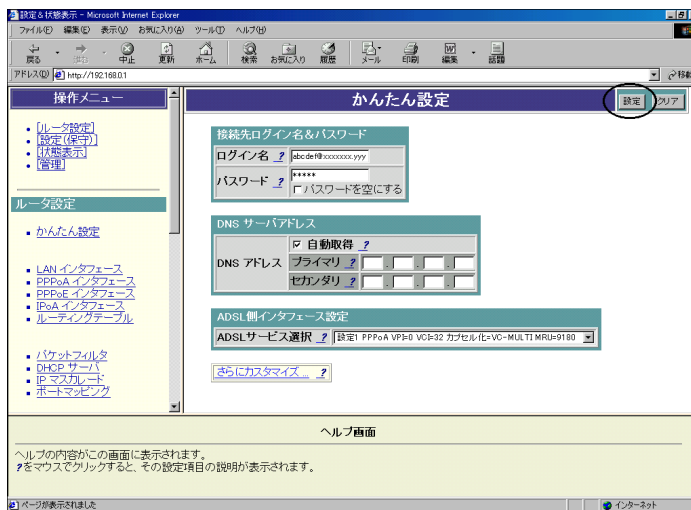 設定&状態表示 - Microsoft Internet Explorer
ファイル(F) 編集(E) 表示(V) お気に入り(A) ツール(T) ヘルプ(H)
戻る 進む 中止 更新 ホーム 検索 お気に入り 履歴 メール 印刷 編集 話題
アドレス(D) http://192.168.0.1 移動
操作メニュー
[ルータ設定]
[設定(保守)]
[状態表示]
[管理]
ルータ設定
かんたん設定
LAN インタフェース
PPPoA インタフェース
PPPoE インタフェース
IPoA インタフェース
ルーティングテーブル
パケットフィルタ
DHCP サーバ
IP マスカレード
ポートマッピング
かんたん設定
設定 クリア
接続先ログイン名&パスワード
ログイン名 ? abcdef@xxxxxxx.yyy
パスワード ? *****
パスワードを空にする
DNS サーバアドレス
DNS アドレス
自動取得 ?
プライマリ ? . . .
セカンダリ ? . . .
ADSL側インタフェース設定
ADSLサービス選択 ? 設定1 PPPoA VPI=0 VCI=32 カプセル化=VC-MULTI MRU=9180
さらにカスタマイズ... ?
ヘルプ画面
ヘルプの内容がこの画面に表示されます。
?をマウスでクリックすると、その設定項目の説明が表示されます。
ページが表示されました インターネット